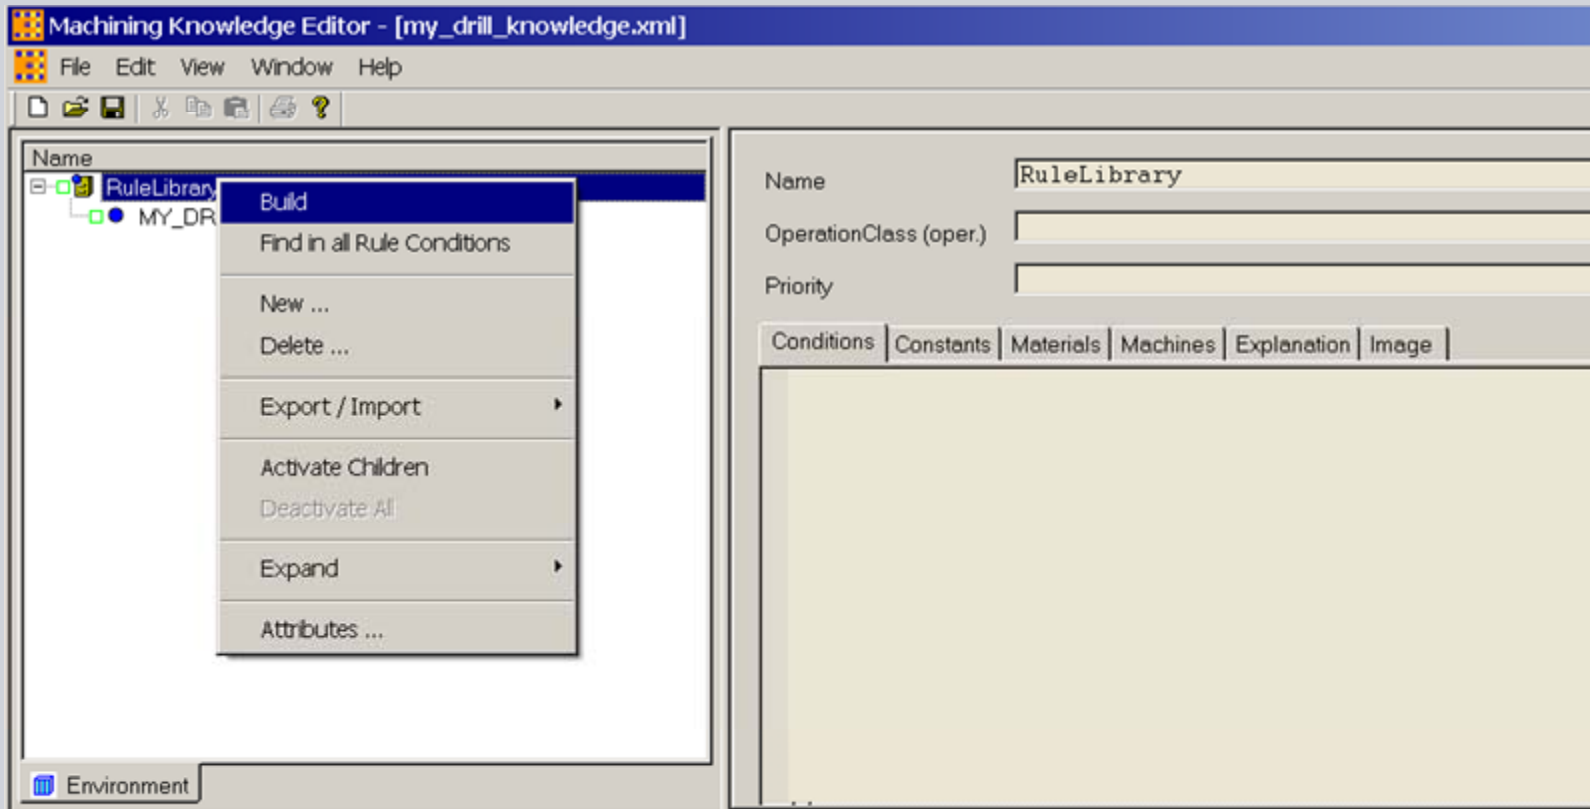 Machining Knowledge Editor - [my_drill_knowledge.xml]
File Edit View Window Help
Name
RuleLibrary
MY_DR
Build
Find in all Rule Conditions
New ...
Delete ...
Export / Import
Activate Children
Deactivate All
Expand
Attributes ...
Environment
Name RuleLibrary
OperationClass (oper.)
Priority
Conditions Constants Materials Machines Explanation Image